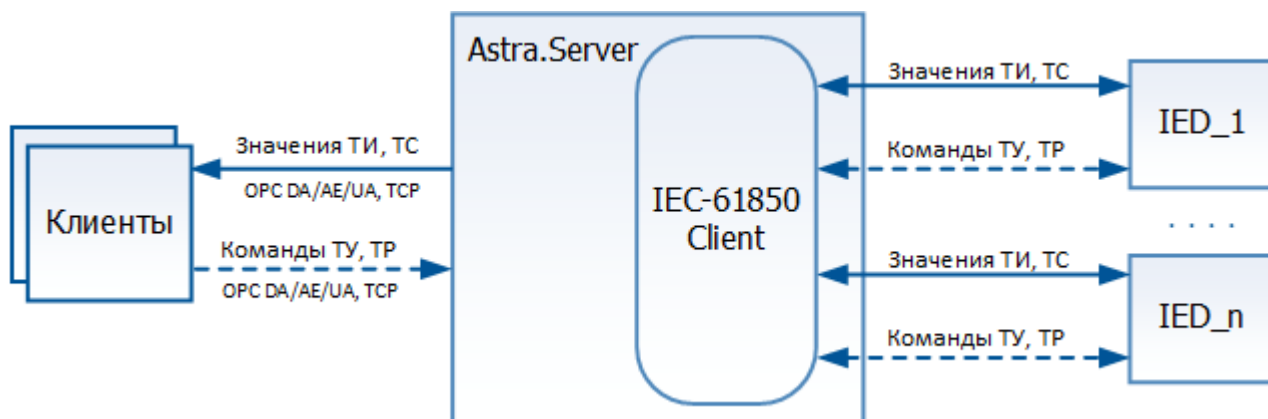 Astra.Server
Значения ТИ, ТС
OPC DA/AE/UA, TCP
Клиенты
Команды ТУ, ТР
OPC DA/AE/UA, TCP
IEC-61850
Client
Значения ТИ, ТС
Команды ТУ, ТР
IED_1
. . . .
Значения ТИ, ТС
Команды ТУ, ТР
IED_n